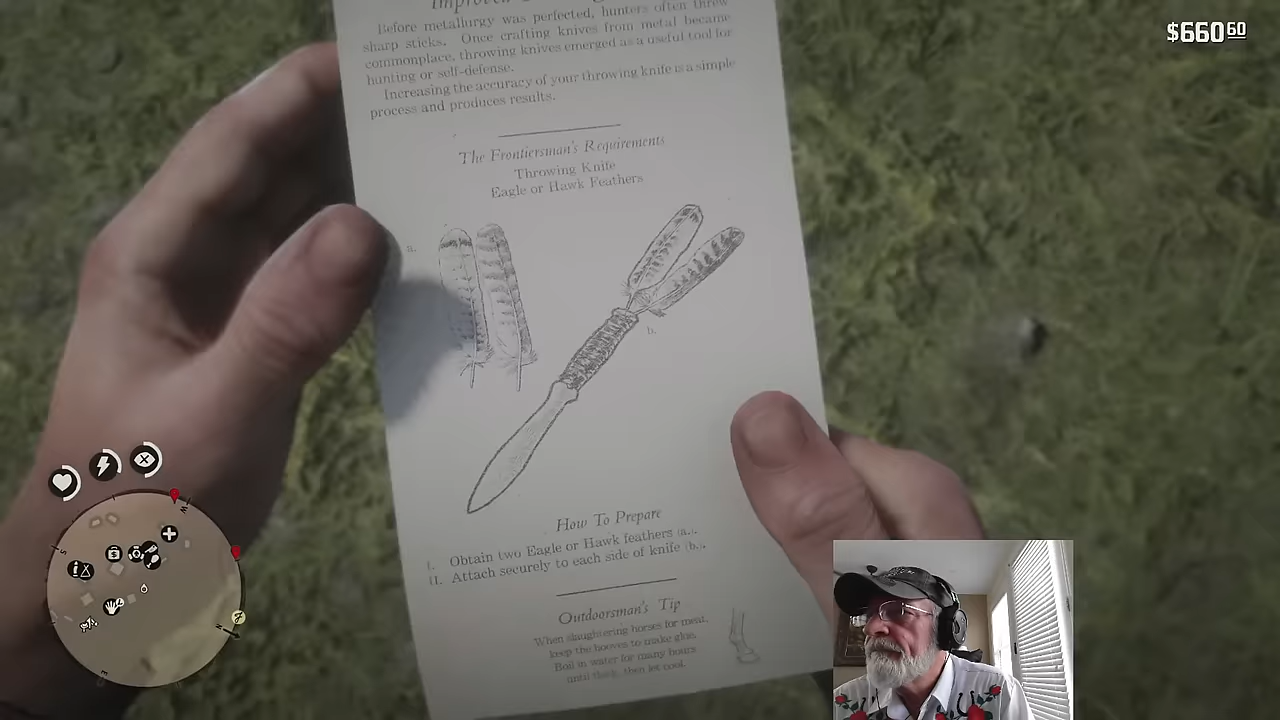 $660 60
Improved
Before metallurgy was perfected, hunters often threw
sharp sticks. Once crafting knives from metal became
commonplace, throwing knives emerged as a useful tool for
hunting or self-defense.
Increasing the accuracy of your throwing knife is a simple
process and produces results.
The Frontiersman's Requirements
Throwing Knife
Eagle or Hawk Feathers
a.
b.
How To Prepare
I. Obtain two Eagle or Hawk feathers (a.).
II. Attach securely to each side of knife (b.).
Outdoorsman's Tip
When slaughtering horses for meat,
keep the hooves to make glue.
Boil in water for many hours
until thick, then let cool.